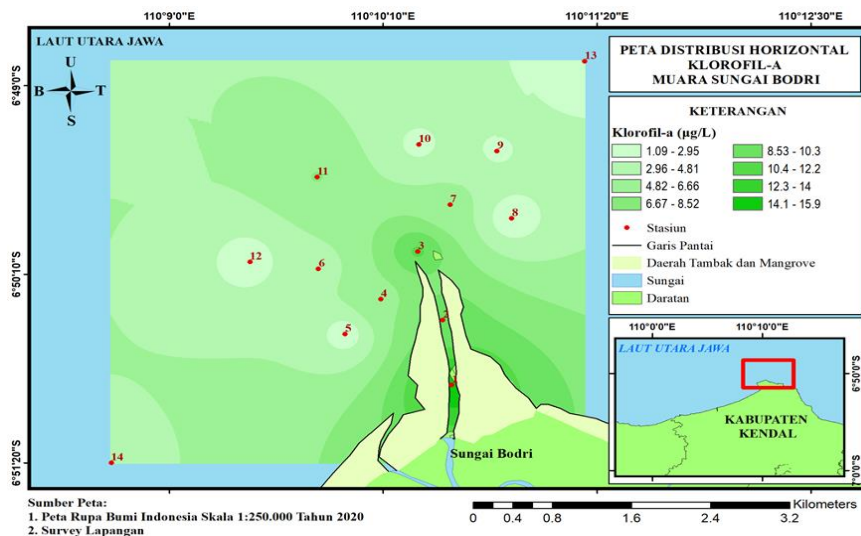 110°9'0"E 110°10'10"E 110°11'20"E 110°12'30"E
LAUT UTARA JAWA
U
B T
S
6°49'0"S
6°50'10"S
6°51'20"S
13
10
9
11
7
8
3
12
6
4
2
5
1
14
Sungai Bodri
PETA DISTRIBUSI HORIZONTAL
KLOROFIL-A
MUARA SUNGAI BODRI
KETERANGAN
Klorofil-a (µg/L)
1.09 - 2.95 8.53 - 10.3
2.96 - 4.81 10.4 - 12.2
4.82 - 6.66 12.3 - 14
6.67 - 8.52 14.1 - 15.9
Stasiun
Garis Pantai
Daerah Tambak dan Mangrove
Sungai
Daratan
110°0'0"E 110°10'0"E
LAUT UTARA JAWA
6°50'0"S
KABUPATEN
KENDAL
7°0'0"S
Sumber Peta:
1. Peta Rupa Bumi Indonesia Skala 1:250.000 Tahun 2020
2. Survey Lapangan
Kilometers
0 0.4 0.8 1.6 2.4 3.2